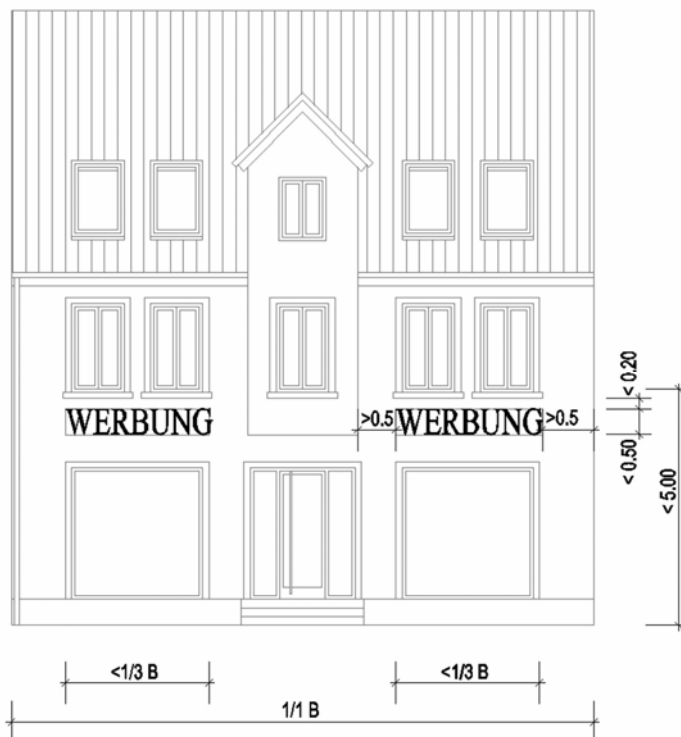 < 0.20
WERBUNG >0.5 WERBUNG >0.5
< 0.50
< 5.00
<1/3 B <1/3 B
1/1 B